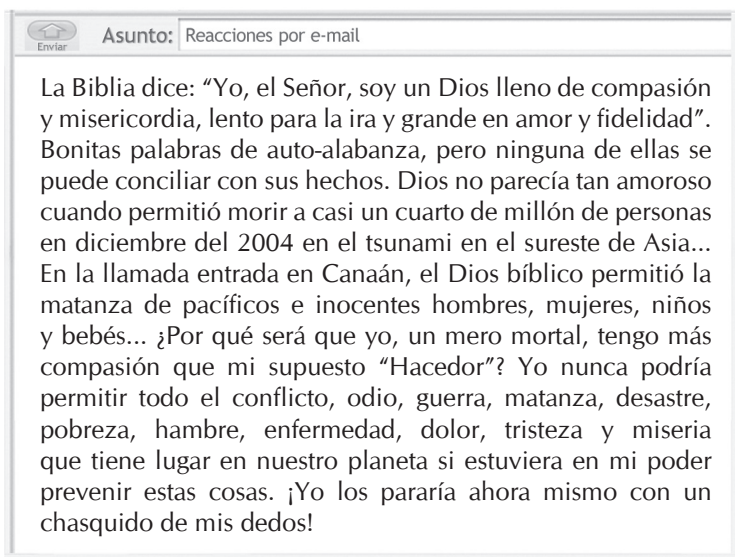 Enviar
Asunto: Reacciones por e-mail
La Biblia dice: “Yo, el Señor, soy un Dios lleno de compasión
y misericordia, lento para la ira y grande en amor y fidelidad”.
Bonitas palabras de auto-alabanza, pero ninguna de ellas se
puede conciliar con sus hechos. Dios no parecía tan amoroso
cuando permitió morir a casi un cuarto de millón de personas
en diciembre del 2004 en el tsunami en el sureste de Asia...
En la llamada entrada en Canaán, el Dios bíblico permitió la
matanza de pacíficos e inocentes hombres, mujeres, niños
y bebés... ¿Por qué será que yo, un mero mortal, tengo más
compasión que mi supuesto “Hacedor”? Yo nunca podría
permitir todo el conflicto, odio, guerra, matanza, desastre,
pobreza, hambre, enfermedad, dolor, tristeza y miseria
que tiene lugar en nuestro planeta si estuviera en mi poder
prevenir estas cosas. ¡Yo los pararía ahora mismo con un
chasquido de mis dedos!